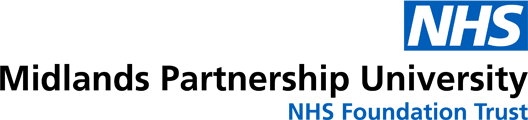 NHS
Midlands Partnership University
NHS Foundation Trust